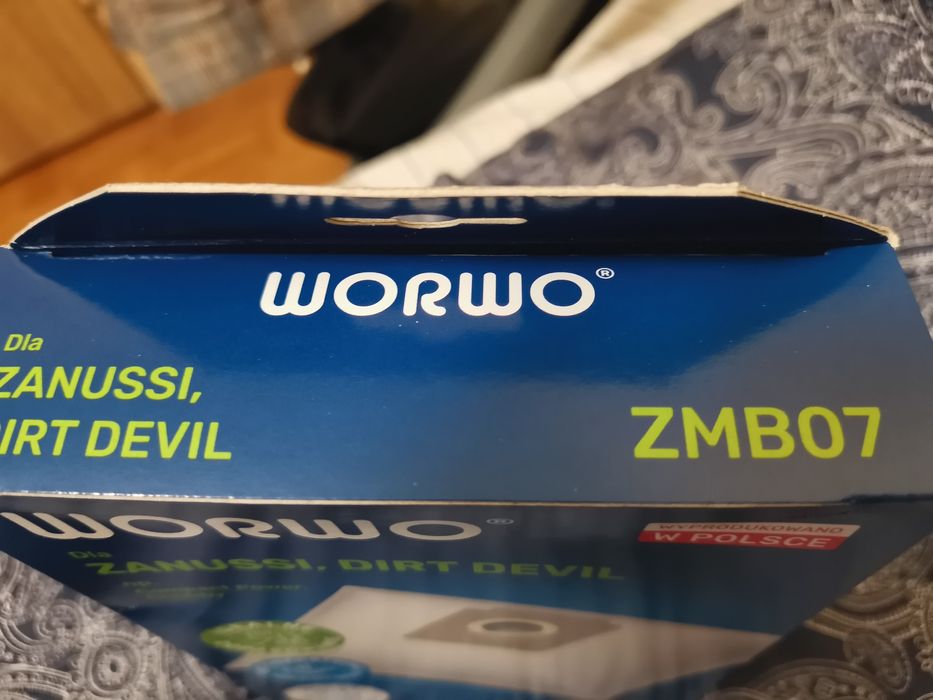 WORWO®
Dla
ZANUSSI,
DIRT DEVIL
ZMB07
WORWO®
WYPRODUKOWANO
W POLSCE
Dla
ZANUSSI, DIRT DEVIL